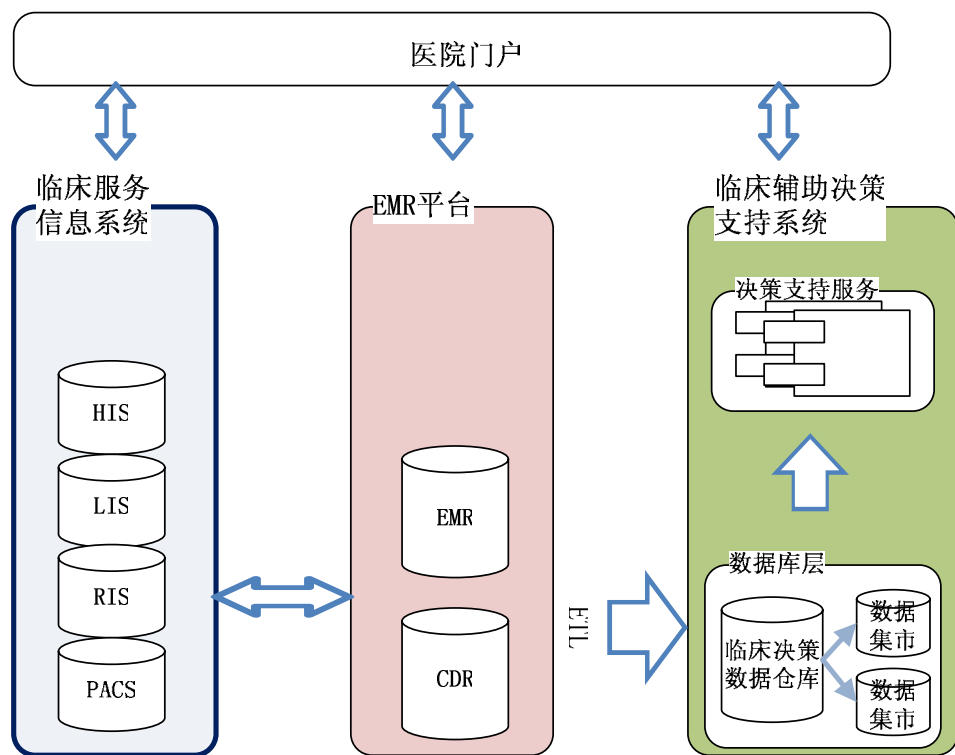 医院门户
临床服务
信息系统
HIS
LIS
RIS
PACS
EMR平台
EMR
CDR
ETL
临床辅助决策
支持系统
决策支持服务
数据库层
临床决策
数据仓库
数据
集市
数据
集市